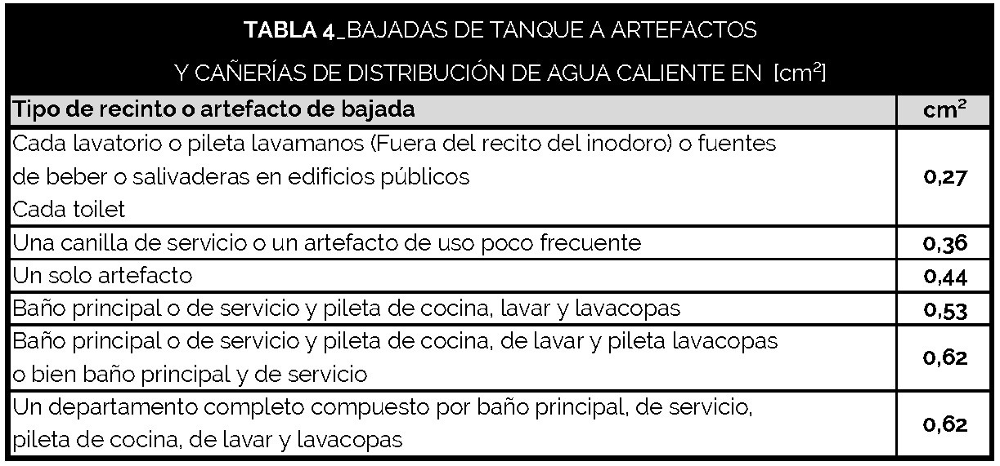 TABLA 4_BAJADAS DE TANQUE A ARTEFACTOS
Y CAÑERÍAS DE DISTRIBUCIÓN DE AGUA CALIENTE EN [cm²]
Tipo de recinto o artefacto de bajada cm²
Cada lavatorio o pileta lavamanos (Fuera del recito del inodoro) o fuentes
de beber o salivaderas en edificios públicos
Cada toilet
0,27
Una canilla de servicio o un artefacto de uso poco frecuente 0,36
Un solo artefacto 0,44
Baño principal o de servicio y pileta de cocina, lavar y lavacopas 0,53
Baño principal o de servicio y pileta de cocina, de lavar y pileta lavacopas
o bien baño principal y de servicio
0,62
Un departamento completo compuesto por baño principal, de servicio,
pileta de cocina, de lavar y lavacopas
0,62